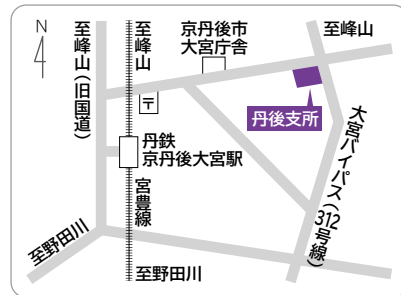 N
至峰山(旧国道)
至峰山
京丹後市
大宮庁舎
至峰山
〒
丹後支所
丹鉄
京丹後大宮駅
宮豊線
大宮バイパス(312号線)
至野田川
至野田川